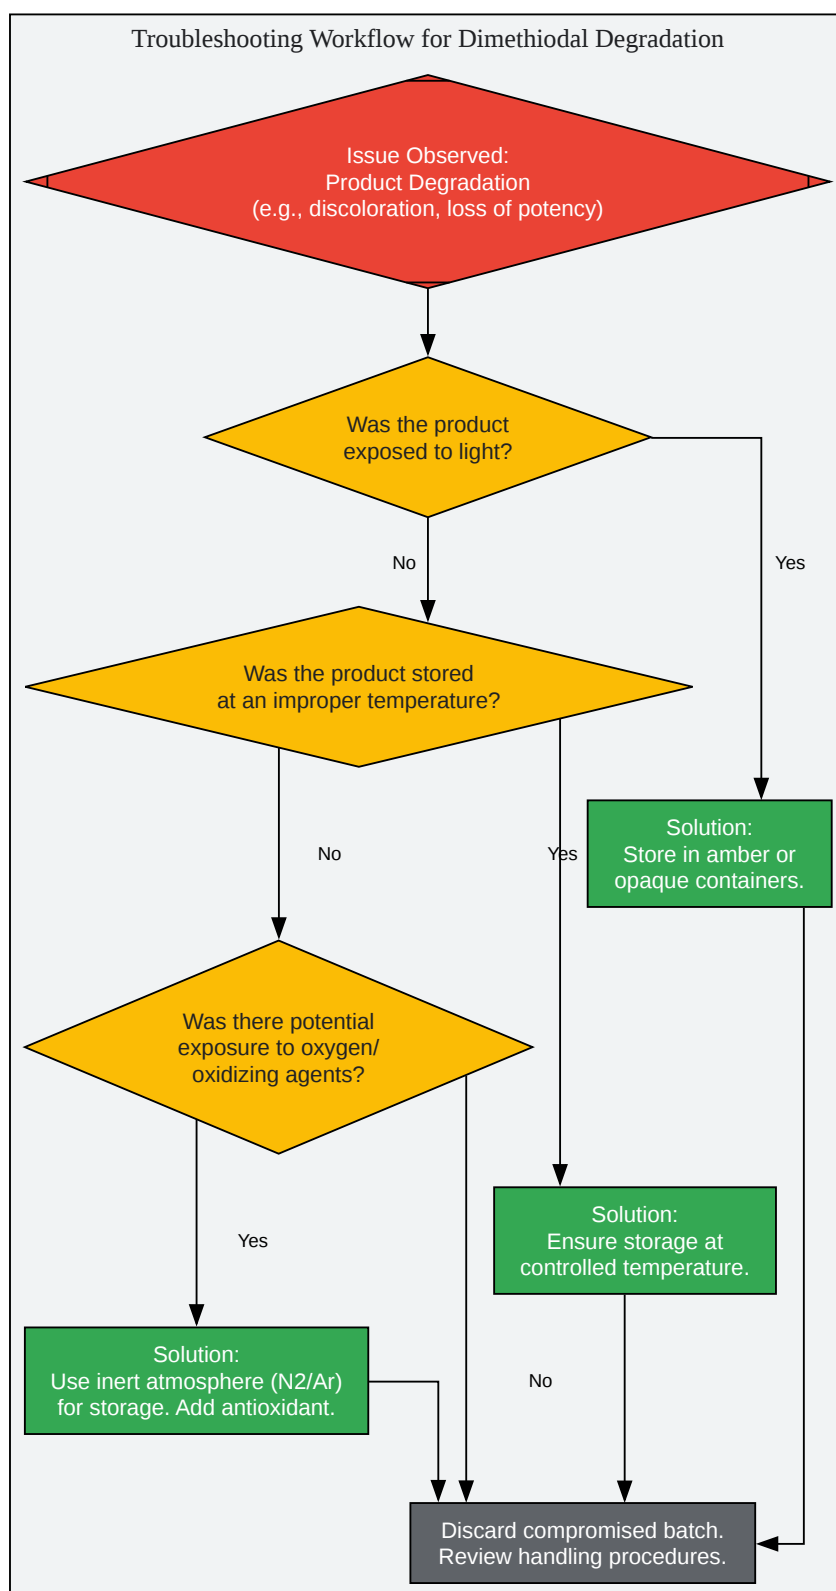 Troubleshooting Workflow for Dimethiodal Degradation
Issue Observed:
Product Degradation
(e.g., discoloration, loss of potency)
Was the product
exposed to light?
No
Yes
Was the product stored
at an improper temperature?
No
Yes
Solution:
Store in amber or
opaque containers.
Was there potential
exposure to oxygen/
oxidizing agents?
Yes
Solution:
Ensure storage at
controlled temperature.
Solution:
Use inert atmosphere (N2/Ar)
for storage. Add antioxidant.
No
Discard compromised batch.
Review handling procedures.